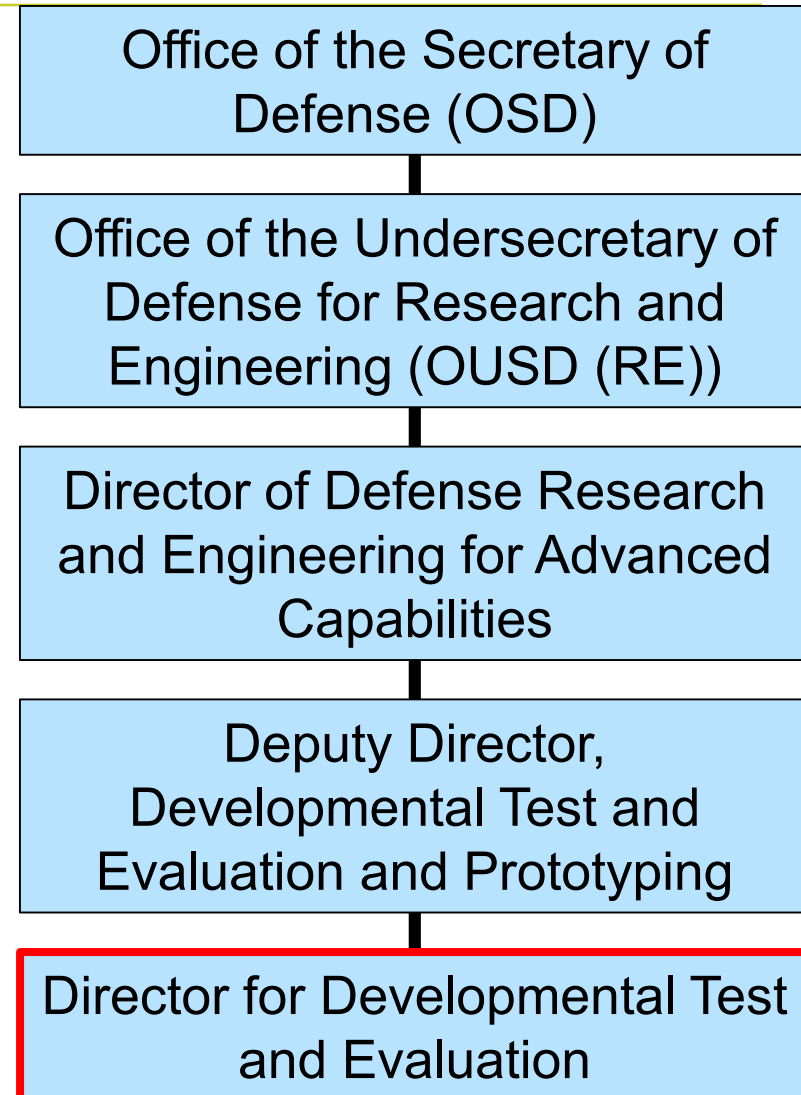 Office of the Secretary of
Defense (OSD)
Office of the Undersecretary of
Defense for Research and
Engineering (OUSD (RE))
Director of Defense Research
and Engineering for Advanced
Capabilities
Deputy Director,
Developmental Test and
Evaluation and Prototyping
Director for Developmental Test
and Evaluation